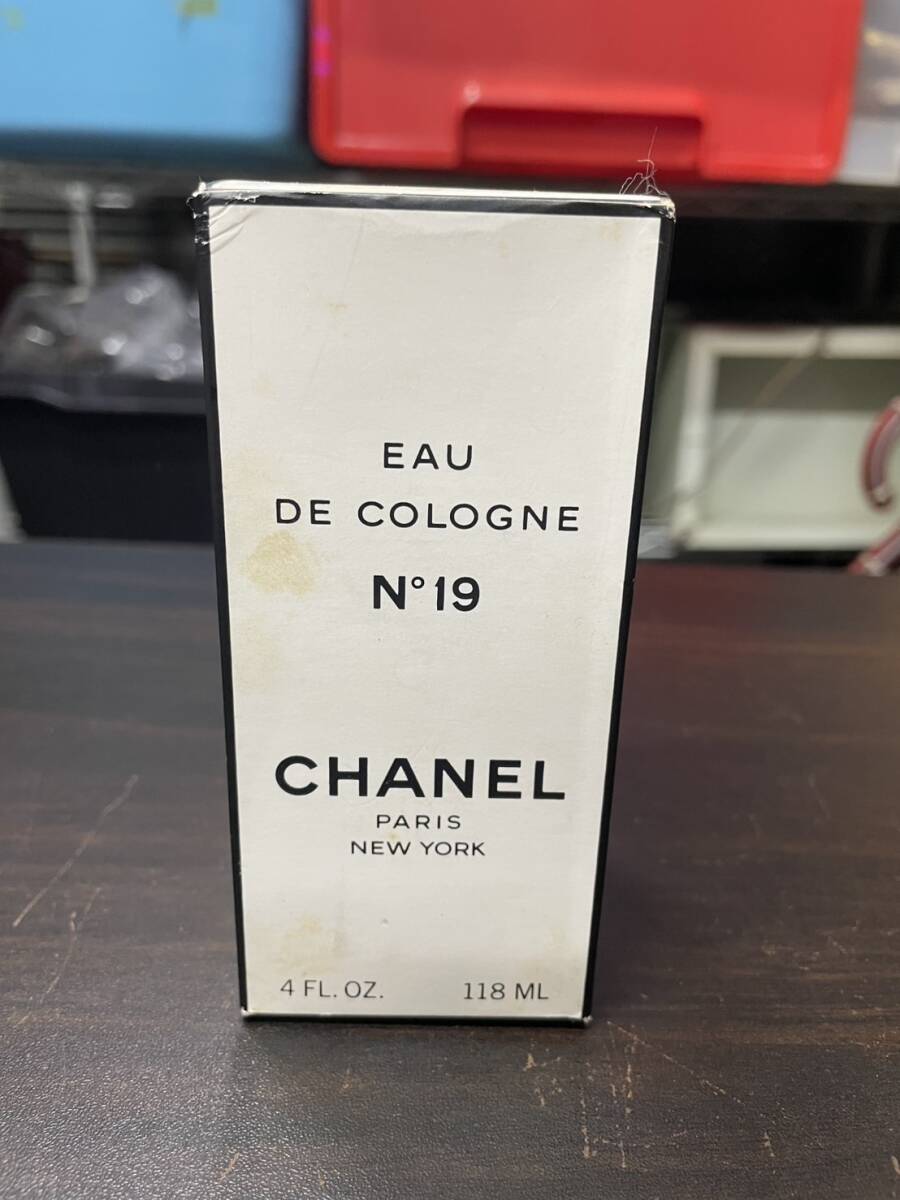 EAU
DE COLOGNE
N°19
CHANEL
PARIS
NEW YORK
4 FL. OZ. 118 ML